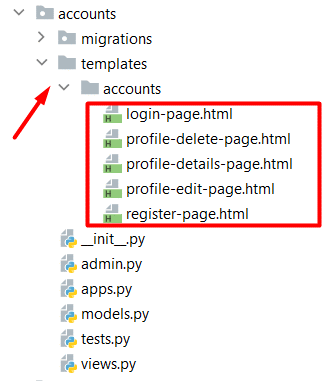 accounts
migrations
templates
accounts
login-page.html
profile-delete-page.html
profile-details-page.html
profile-edit-page.html
register-page.html
__init__.py
admin.py
apps.py
models.py
tests.py
views.py